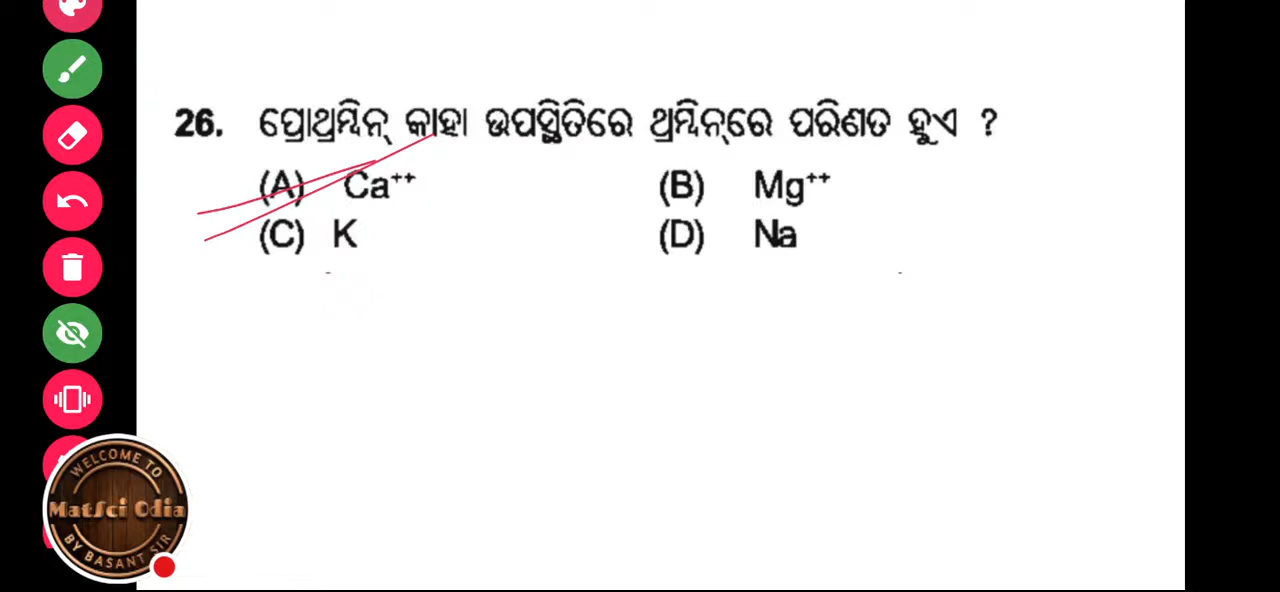 26. ପ୍ରୋଥ୍ରମ୍ବିନ୍ କାହା ଉପସ୍ଥିତିରେ ଥ୍ରମ୍ବିନ୍‌ରେ ପରିଣତ ହୁଏ ?
(A) Ca⁺⁺ (B) Mg⁺⁺
(C) K (D) Na
WELCOME TO
MatSci Odia
BY BASANT SIR